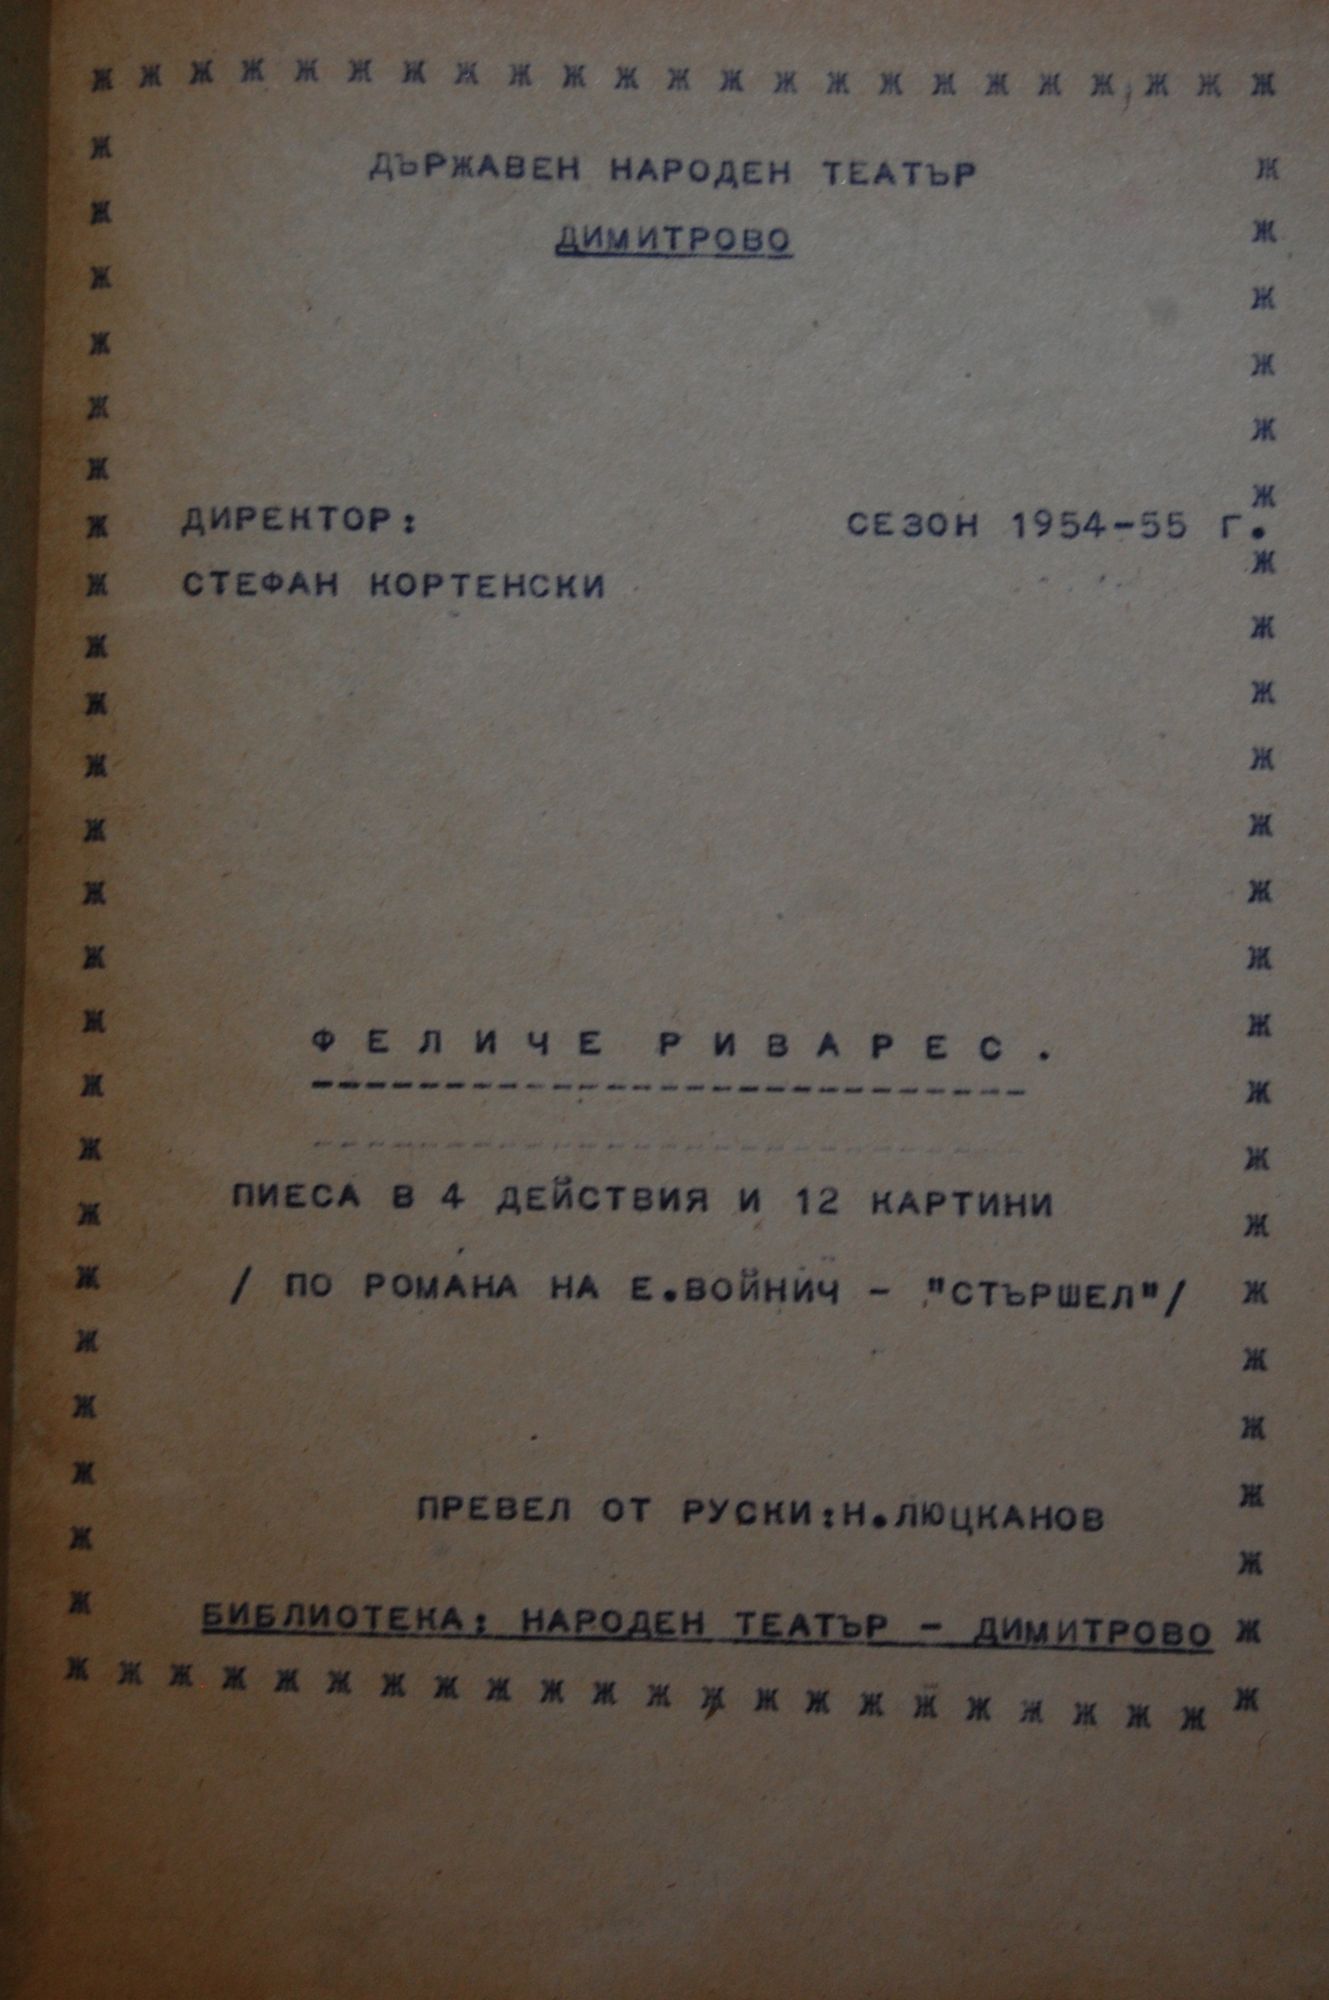 Ж Ж Ж Ж Ж Ж Ж Ж Ж Ж Ж Ж Ж Ж Ж Ж Ж Ж Ж Ж Ж Ж Ж
ДЪРЖАВЕН НАРОДЕН ТЕАТЪР
ДИМИТРОВО
ДИРЕКТОР: СЕЗОН 1954-55 Г.
СТЕФАН КОРТЕНСКИ
ФЕЛИЧЕ РИВАРЕС.
ПИЕСА В 4 ДЕЙСТВИЯ И 12 КАРТИНИ
/ ПО РОМАНА НА Е.ВОЙНИЧ - "СТЪРШЕЛ"/
ПРЕВЕЛ ОТ РУСКИ:Н.ЛЮЦКАНОВ
БИБЛИОТЕКА: НАРОДЕН ТЕАТЪР - ДИМИТРОВО
Ж Ж Ж Ж Ж Ж Ж Ж Ж Ж Ж Ж Ж Ж Ж Ж Ж Ж Ж Ж Ж Ж